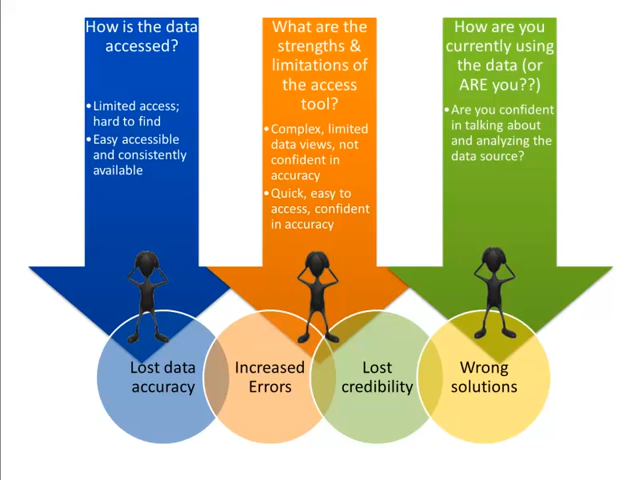 How is the data
accessed?
•Limited access;
hard to find
•Easy accessible
and consistently
available
What are the
strengths &
limitations of
the access
tool?
•Complex, limited
data views, not
confident in
accuracy
•Quick, easy to
access, confident
in accuracy
How are you
currently using
the data (or
ARE you??)
•Are you confident
in talking about
and analyzing the
data source?
Lost data
accuracy
Increased
Errors
Lost
credibility
Wrong
solutions